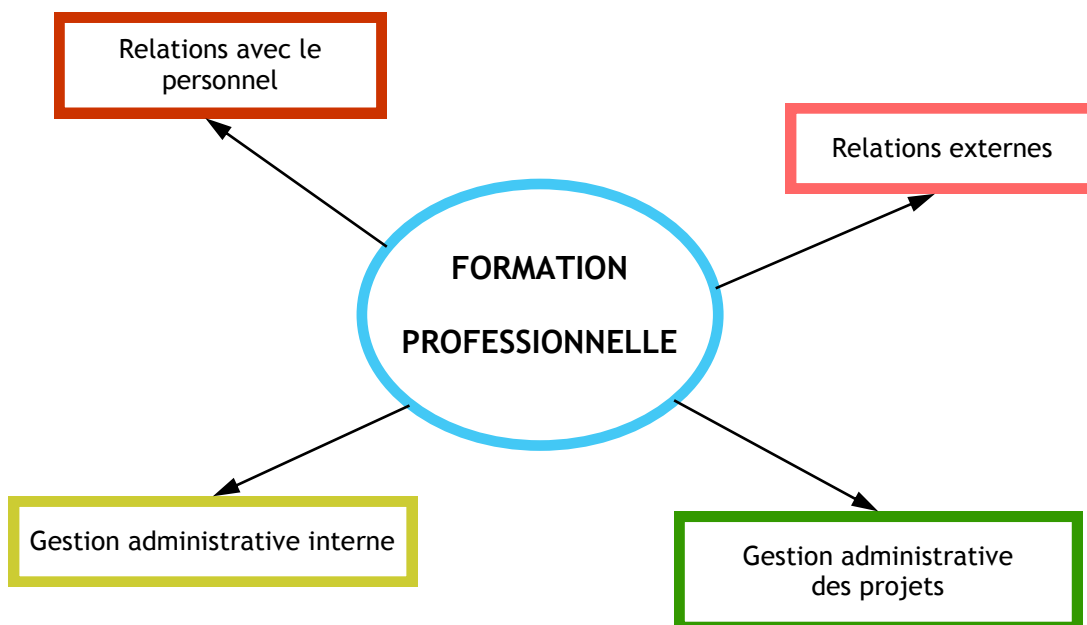 Relations avec le
personnel
Relations externes
FORMATION
PROFESSIONNELLE
Gestion administrative interne
Gestion administrative
des projets